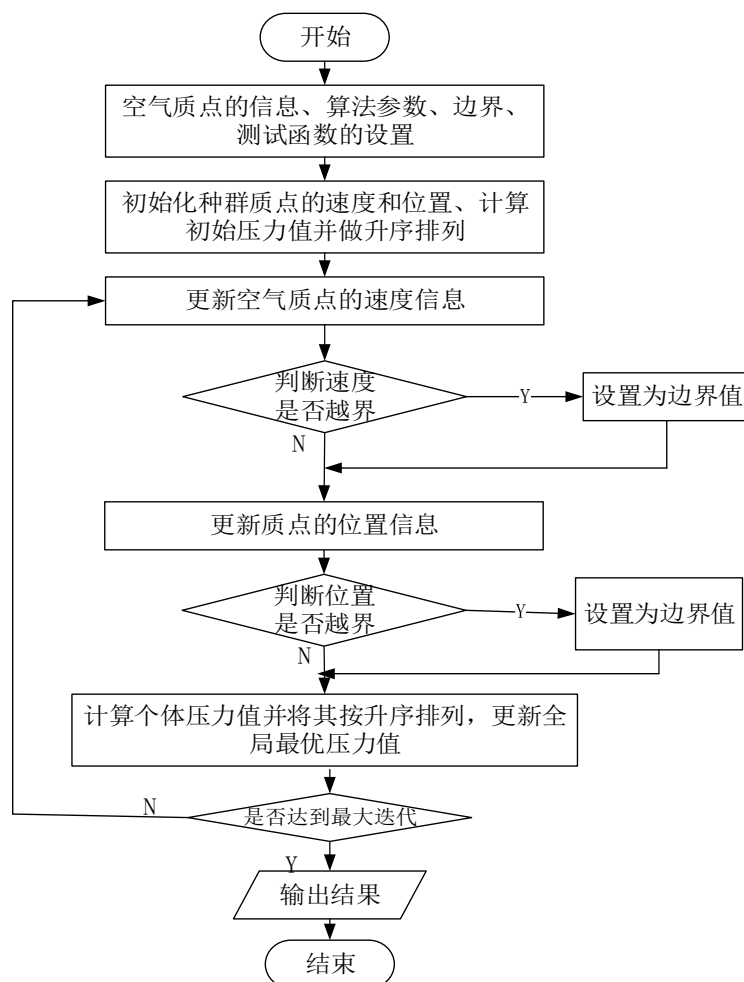 开始
空气质点的信息、算法参数、边界、
测试函数的设置
初始化种群质点的速度和位置、计算
初始压力值并做升序排列
更新空气质点的速度信息
判断速度
是否越界
Y
设置为边界值
N
更新质点的位置信息
判断位置
是否越界
Y
设置为边界值
N
计算个体压力值并将其按升序排列，更新全
局最优压力值
N
是否达到最大迭代
Y
输出结果
结束